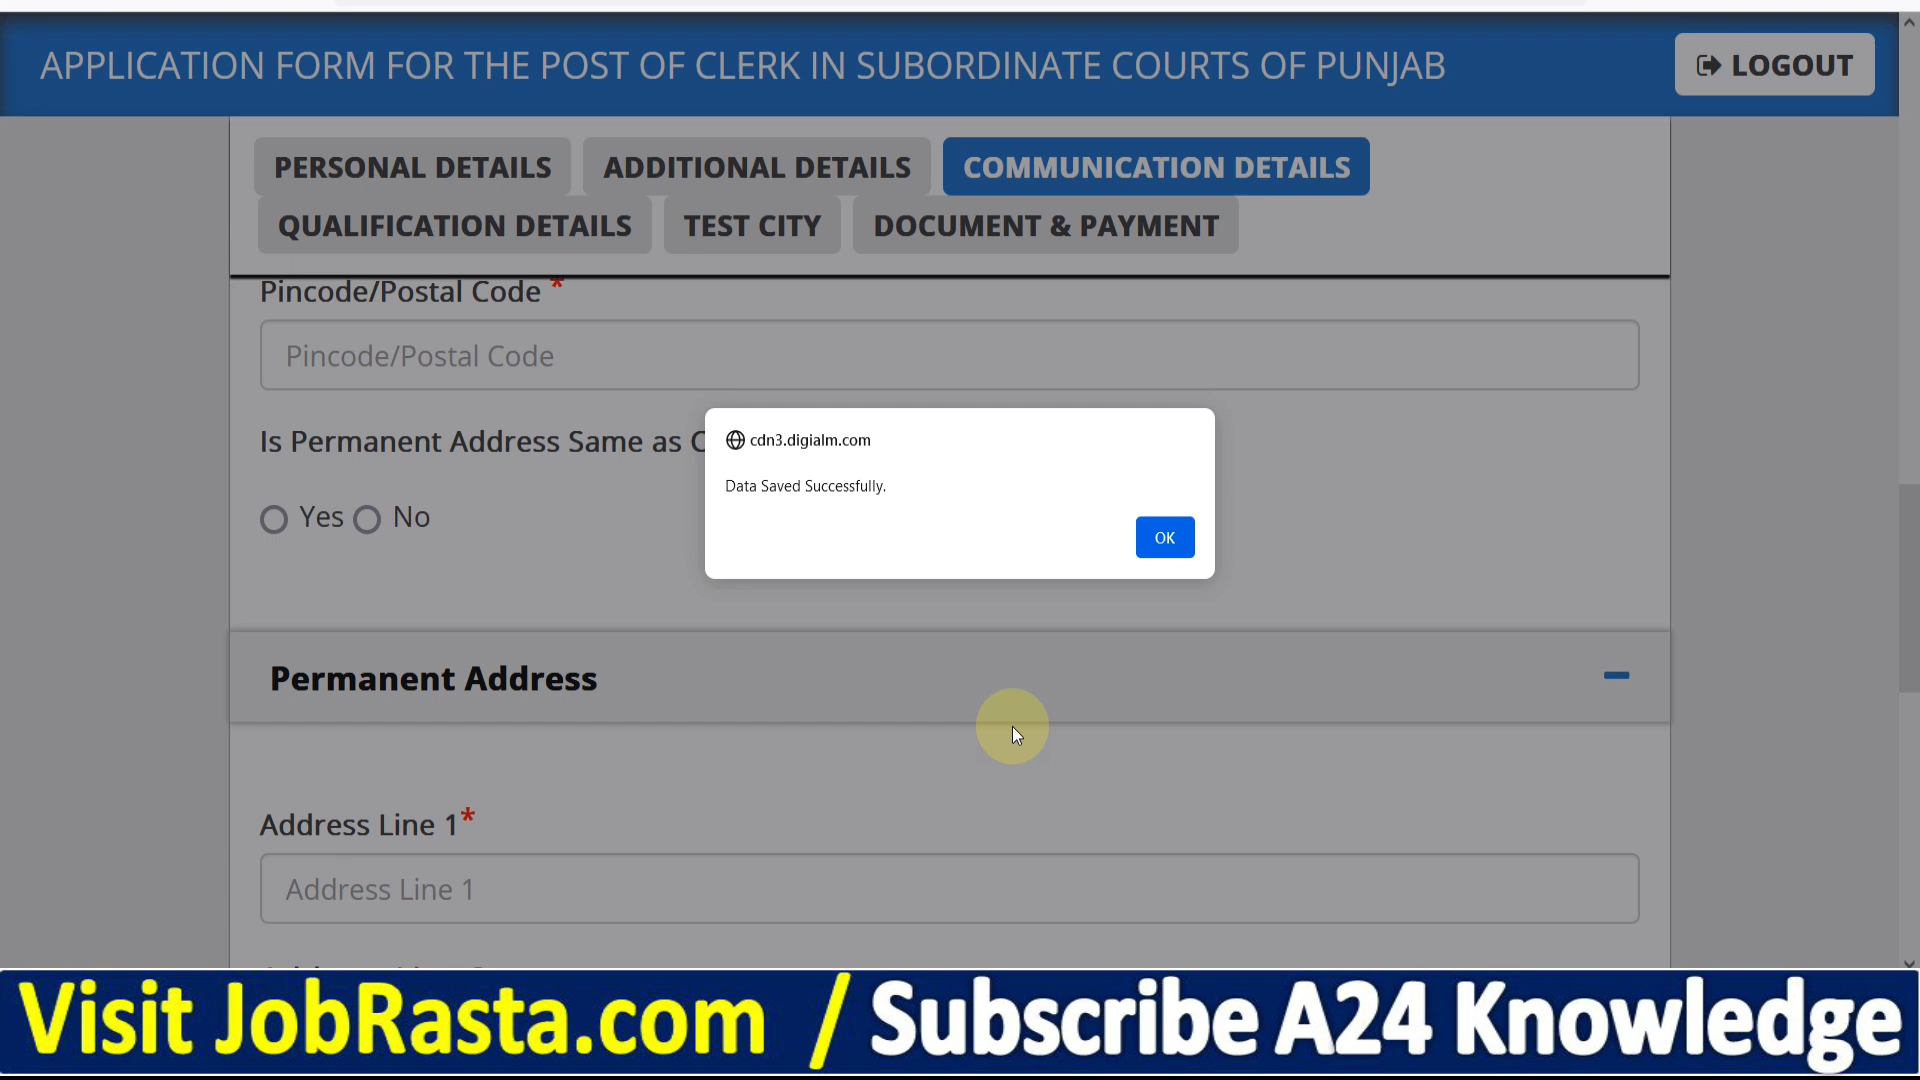 APPLICATION FORM FOR THE POST OF CLERK IN SUBORDINATE COURTS OF PUNJAB
LOGOUT
PERSONAL DETAILS ADDITIONAL DETAILS COMMUNICATION DETAILS
QUALIFICATION DETAILS TEST CITY DOCUMENT & PAYMENT
Pincode/Postal Code *
Pincode/Postal Code
Is Permanent Address Same as
cdn3.digialm.com
Data Saved Successfully.
OK
Yes No
Permanent Address
Address Line 1*
Address Line 1
Visit JobRasta.com / Subscribe A24 Knowledge